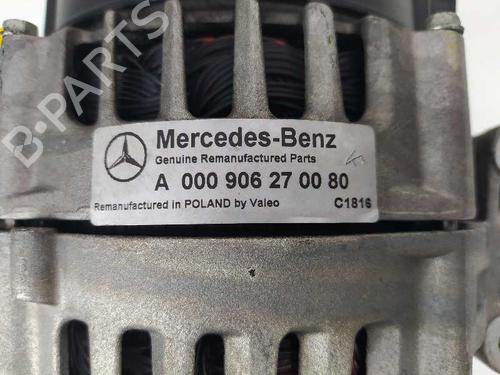 B-PARTS
Mercedes-Benz
Genuine Remanufactured Parts
A 000 906 27 00 80
Remanufactured in POLAND by Valeo C1816